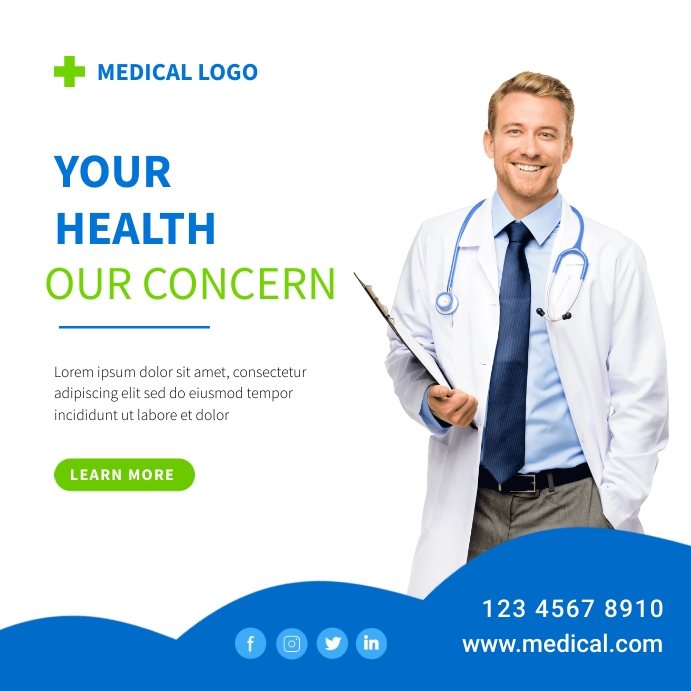 MEDICAL LOGO
YOUR
HEALTH
OUR CONCERN
Lorem ipsum dolor sit amet, consectetur
adipiscing elit sed do eiusmod tempor
incididunt ut labore et dolor
LEARN MORE
123 4567 8910
www.medical.com